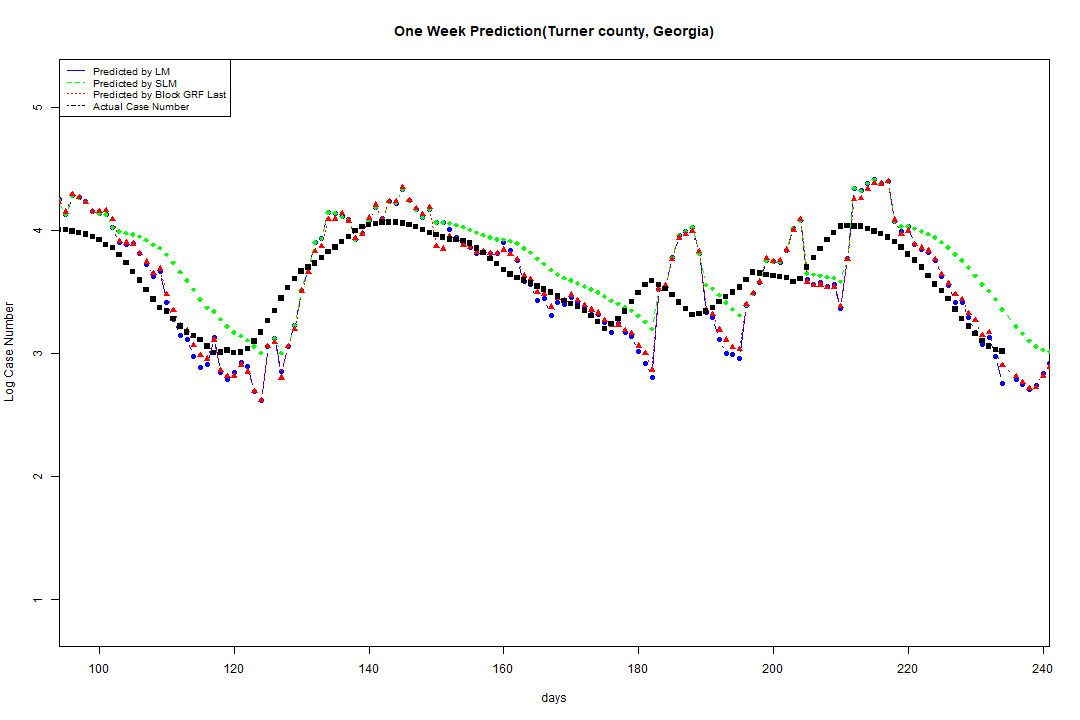 One Week Prediction(Turner county, Georgia)
Predicted by LM
Predicted by SLM
Predicted by Block GRF Last
Actual Case Number
Log Case Number
5
4
3
2
1
100 120 140 160 180 200 220 240
days